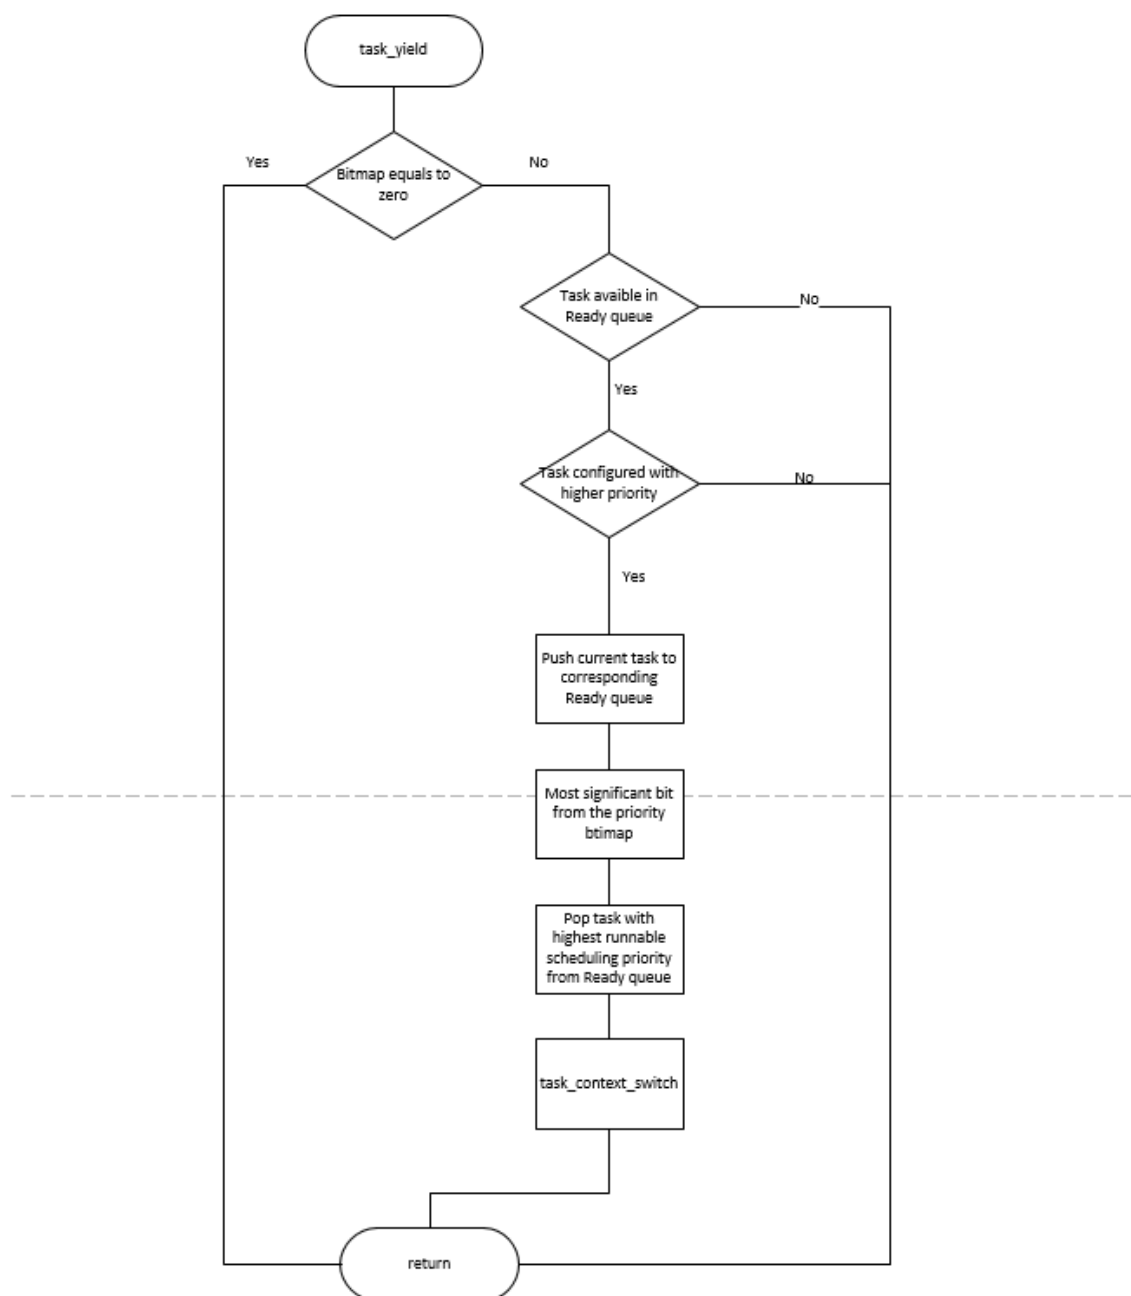 task_yield
Yes
No
Bitmap equals to
zero
Task avaible in
Ready queue
No
Yes
Task configured with
higher priority
No
Yes
Push current task to
corresponding
Ready queue
Most significant bit
from the priority
btimap
Pop task with
highest runnable
scheduling priority
from Ready queue
task_context_switch
return